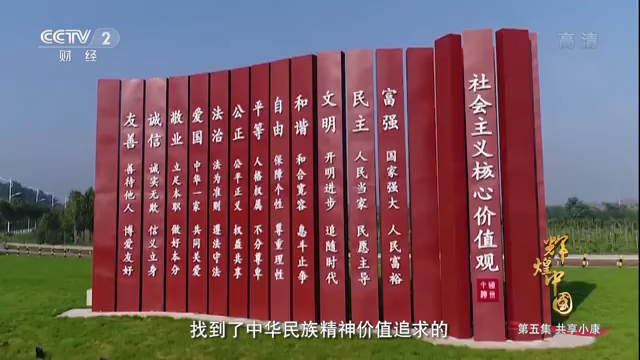 CCTV 2
财经
高清
社会主义核心价值观
富强 国家强大 人民富裕
民主 人民当家 民愿主导
文明 开明进步 追随时代
和谐 和合宽容 息斗止争
自由 保障个性 尊重理性
平等 人格权属 不分尊卑
公正 公平正义 权益共享
法治 法为准则 遵法守法
爱国 中华一家 共同关爱
敬业 立足本职 做好本分
诚信 诚实无欺 信义立身
友善 善待他人 博爱友好
辉煌中国
第五集 共享小康
找到了中华民族精神价值追求的